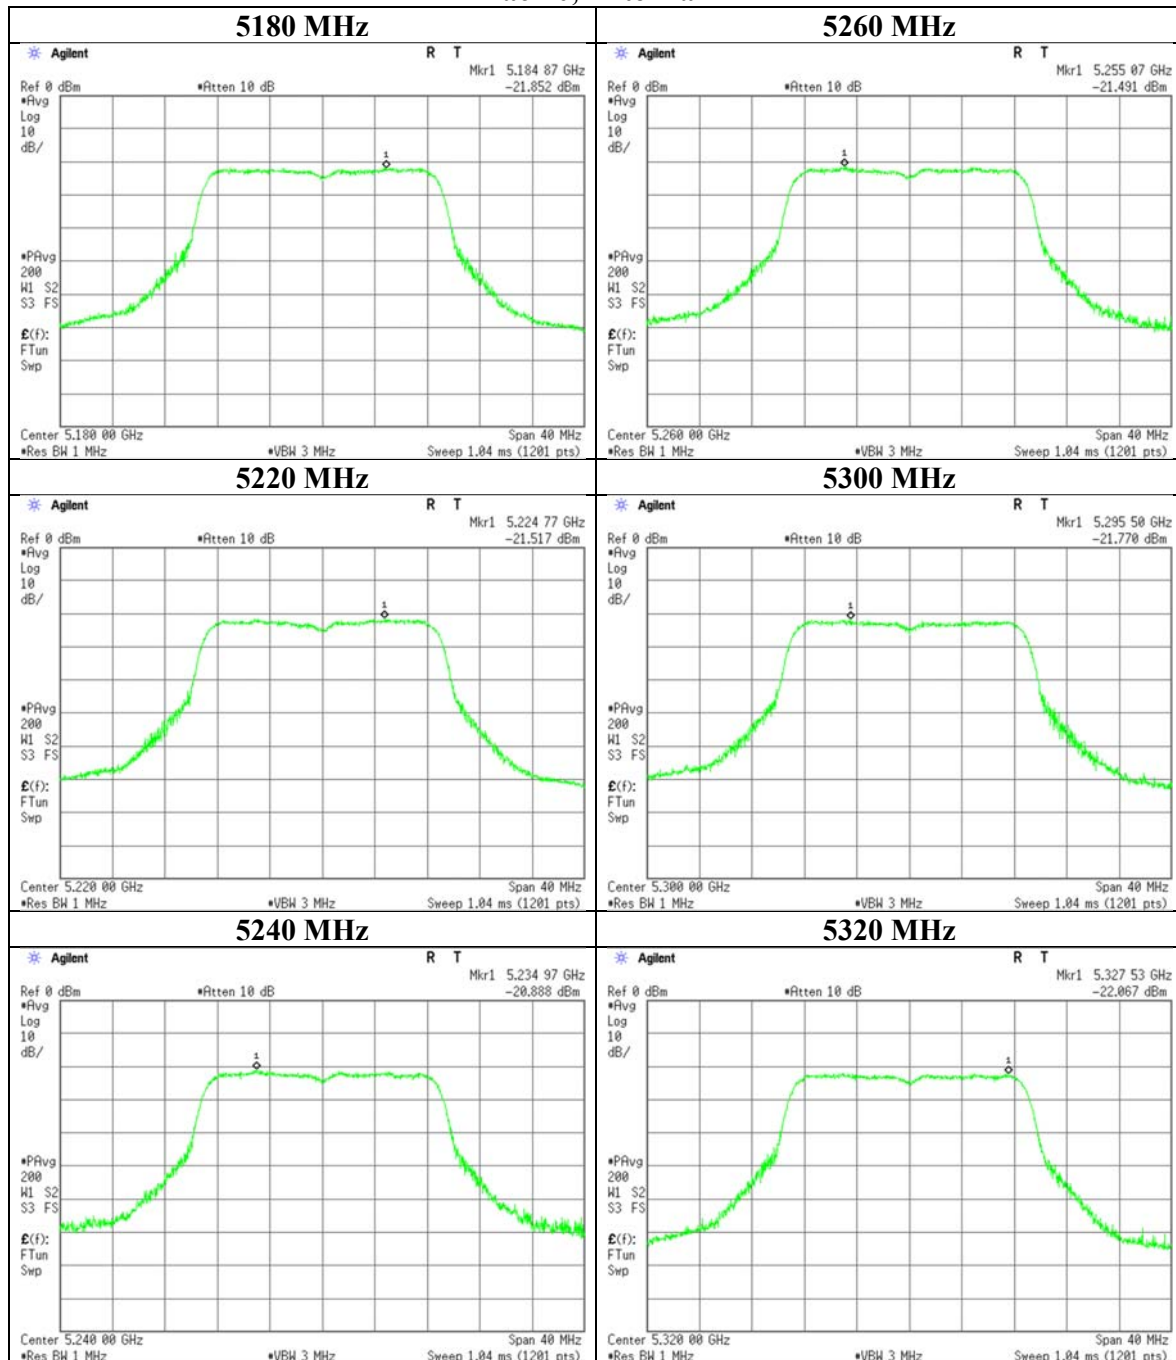 5180 MHz
Agilent R T
Mkr1 5.184 87 GHz
Ref 0 dBm *Atten 10 dB -21.852 dBm
*Avg
Log
10
dB/
1
*PAvg
200
W1 S2
S3 FS
£(f):
FTun
Swp
Center 5.180 00 GHz Span 40 MHz
*Res BW 1 MHz *VBW 3 MHz Sweep 1.04 ms (1201 pts)
5260 MHz
Agilent R T
Mkr1 5.255 07 GHz
Ref 0 dBm *Atten 10 dB -21.491 dBm
*Avg
Log
10
dB/
1
*PAvg
200
W1 S2
S3 FS
£(f):
FTun
Swp
Center 5.260 00 GHz Span 40 MHz
*Res BW 1 MHz *VBW 3 MHz Sweep 1.04 ms (1201 pts)
5220 MHz
Agilent R T
Mkr1 5.224 77 GHz
Ref 0 dBm *Atten 10 dB -21.517 dBm
*Avg
Log
10
dB/
1
*PAvg
200
W1 S2
S3 FS
£(f):
FTun
Swp
Center 5.220 00 GHz Span 40 MHz
*Res BW 1 MHz *VBW 3 MHz Sweep 1.04 ms (1201 pts)
5300 MHz
Agilent R T
Mkr1 5.295 50 GHz
Ref 0 dBm *Atten 10 dB -21.770 dBm
*Avg
Log
10
dB/
1
*PAvg
200
W1 S2
S3 FS
£(f):
FTun
Swp
Center 5.300 00 GHz Span 40 MHz
*Res BW 1 MHz *VBW 3 MHz Sweep 1.04 ms (1201 pts)
5240 MHz
Agilent R T
Mkr1 5.234 97 GHz
Ref 0 dBm *Atten 10 dB -20.888 dBm
*Avg
Log
10
dB/
1
*PAvg
200
W1 S2
S3 FS
£(f):
FTun
Swp
Center 5.240 00 GHz Span 40 MHz
*Res BW 1 MHz *VBW 3 MHz Sweep 1.04 ms (1201 pts)
5320 MHz
Agilent R T
Mkr1 5.327 53 GHz
Ref 0 dBm *Atten 10 dB -22.067 dBm
*Avg
Log
10
dB/
1
*PAvg
200
W1 S2
S3 FS
£(f):
FTun
Swp
Center 5.320 00 GHz Span 40 MHz
*Res BW 1 MHz *VBW 3 MHz Sweep 1.04 ms (1201 pts)